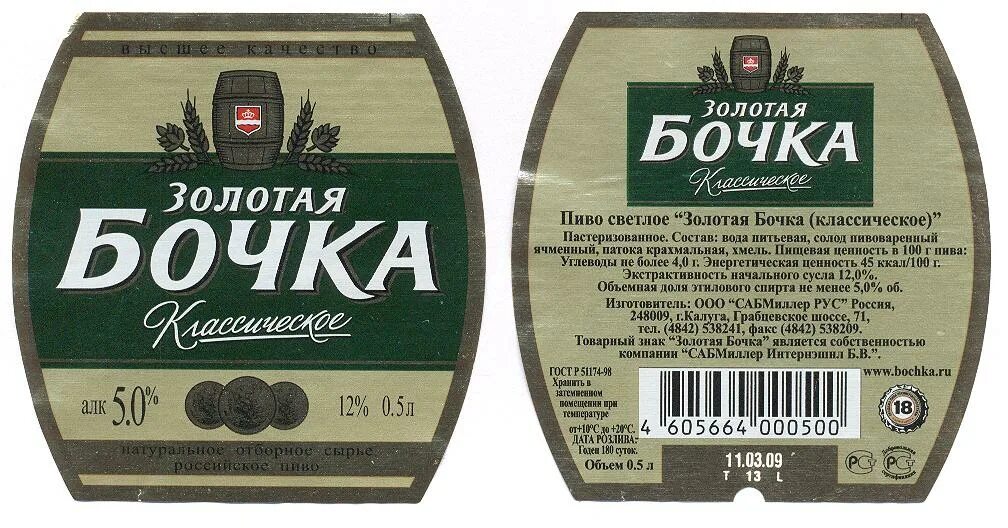 высшее качество
ЗОЛОТАЯ
БОЧКА
Классическое
алк 5.0%
12% 0.5л
натуральное отборное сырье
российское пиво
ЗОЛОТАЯ
БОЧКА
Классическое
Пиво светлое “Золотая Бочка (классическое)”
Пастеризованное. Состав: вода питьевая, солод пивоваренный
ячменный, патока крахмальная, хмель. Пищевая ценность в 100 г пива:
Углеводы не более 4,0 г. Энергетическая ценность 45 ккал/100 г.
Экстрактивность начального сусла 12,0%.
Объемная доля этилового спирта не менее 5,0% об.
Изготовитель: ООО “САБМиллер РУС” Россия,
248009, г.Калуга, Грабцевское шоссе, 71,
тел. (4842) 538241, факс (4842) 538209.
Товарный знак “Золотая Бочка” является собственностью
компании “САБМиллер Интернэшнл Б.В.”.
ГОСТ Р 51174-98
Хранить в
затемненном
помещении при
температуре
от+10°С до +20°С.
ДАТА РОЗЛИВА:
Годен 180 суток.
Объем 0.5 л
4 605664 000500
www.bochka.ru
18
11.03.09
T 13 L
РСТ
РСТ
Добровольная
сертификация